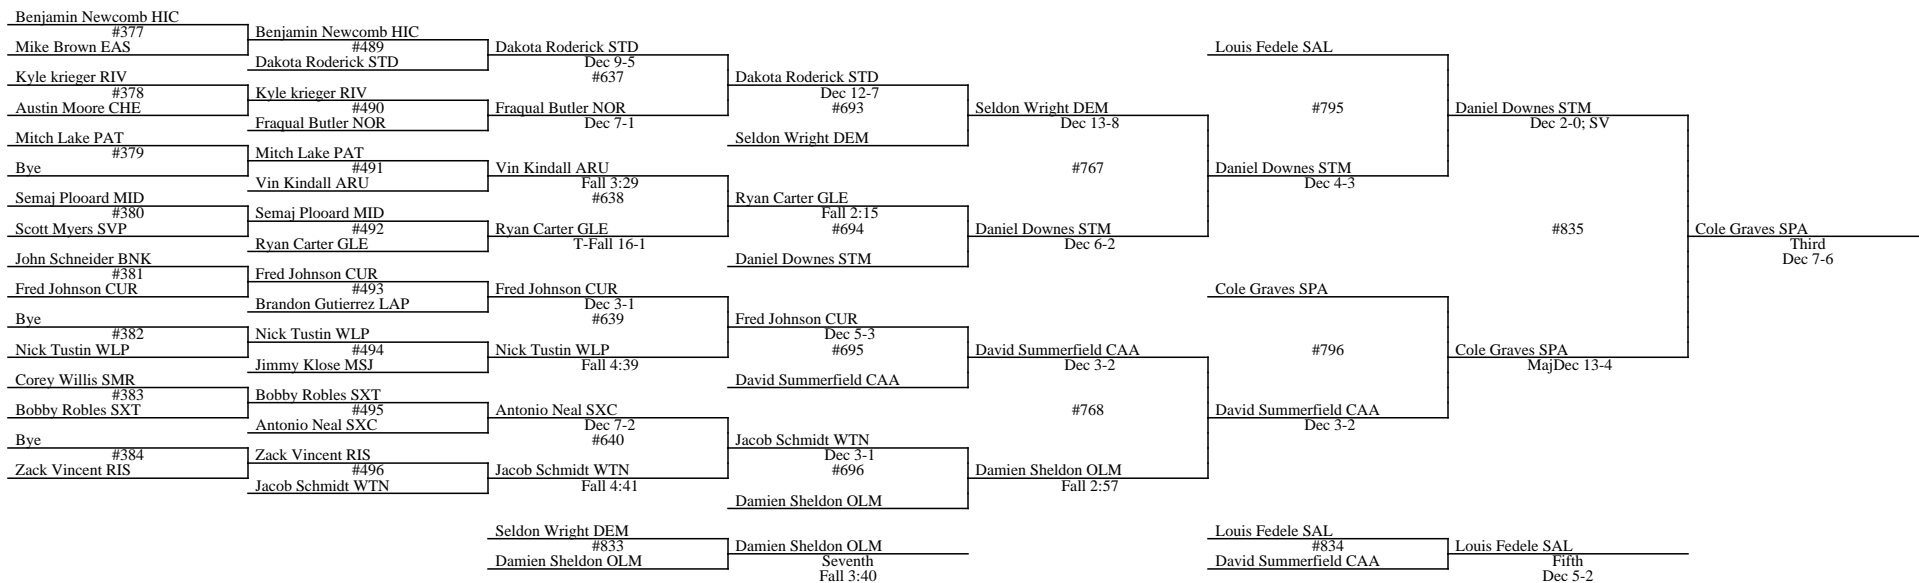 Benjamin Newcomb HIC
#377
Mike Brown EAS
Kyle krieger RIV
#378
Austin Moore CHE
Mitch Lake PAT
#379
Bye
Semaj Plooard MID
#380
Scott Myers SVP
John Schneider BNK
#381
Fred Johnson CUR
Bye
#382
Nick Tustin WLP
Corey Willis SMR
#383
Bobby Robles SXT
Bye
#384
Zack Vincent RIS
Benjamin Newcomb HIC
#489
Dakota Roderick STD
Kyle krieger RIV
#490
Fraqual Butler NOR
Mitch Lake PAT
#491
Vin Kindall ARU
Semaj Plooard MID
#492
Ryan Carter GLE
Fred Johnson CUR
#493
Brandon Gutierrez LAP
Nick Tustin WLP
#494
Jimmy Klose MSJ
Bobby Robles SXT
#495
Antonio Neal SXC
Zack Vincent RIS
#496
Jacob Schmidt WTN
Dakota Roderick STD
Dec 9-5
#637
Fraqual Butler NOR
Dec 7-1
Vin Kindall ARU
Fall 3:29
#638
Ryan Carter GLE
T-Fall 16-1
Fred Johnson CUR
Dec 3-1
#639
Nick Tustin WLP
Fall 4:39
Antonio Neal SXC
Dec 7-2
#640
Jacob Schmidt WTN
Fall 4:41
Dakota Roderick STD
Dec 12-7
#693
Seldon Wright DEM
Ryan Carter GLE
Fall 2:15
#694
Daniel Downes STM
Fred Johnson CUR
Dec 5-3
#695
David Summerfield CAA
Jacob Schmidt WTN
Dec 3-1
#696
Damien Sheldon OLM
Seldon Wright DEM
Dec 13-8
#767
Daniel Downes STM
Dec 6-2
David Summerfield CAA
Dec 3-2
#768
Damien Sheldon OLM
Fall 2:57
Louis Fedele SAL
#795
Daniel Downes STM
Dec 4-3
Cole Graves SPA
#796
David Summerfield CAA
Dec 3-2
Daniel Downes STM
Dec 2-0; SV
#835
Cole Graves SPA
MajDec 13-4
Cole Graves SPA
Third
Dec 7-6
Seldon Wright DEM
#833
Damien Sheldon OLM
Damien Sheldon OLM
Seventh
Fall 3:40
Louis Fedele SAL
#834
David Summerfield CAA
Louis Fedele SAL
Fifth
Dec 5-2